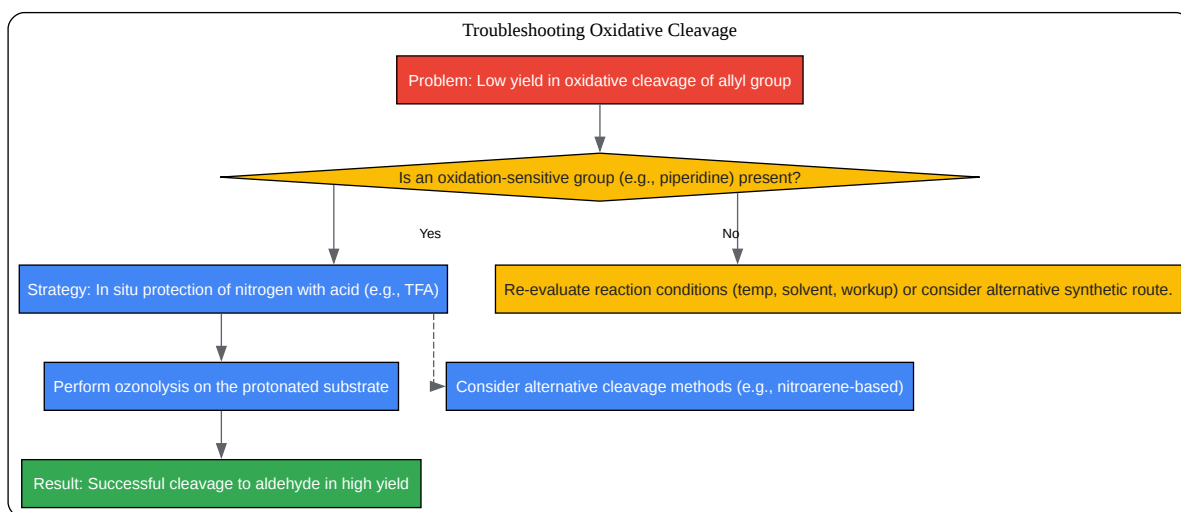 Troubleshooting Oxidative Cleavage
Problem: Low yield in oxidative cleavage of allyl group
Is an oxidation-sensitive group (e.g., piperidine) present?
Yes
No
Strategy: In situ protection of nitrogen with acid (e.g., TFA)
Re-evaluate reaction conditions (temp, solvent, workup) or consider alternative synthetic route.
Perform ozonolysis on the protonated substrate
Consider alternative cleavage methods (e.g., nitroarene-based)
Result: Successful cleavage to aldehyde in high yield